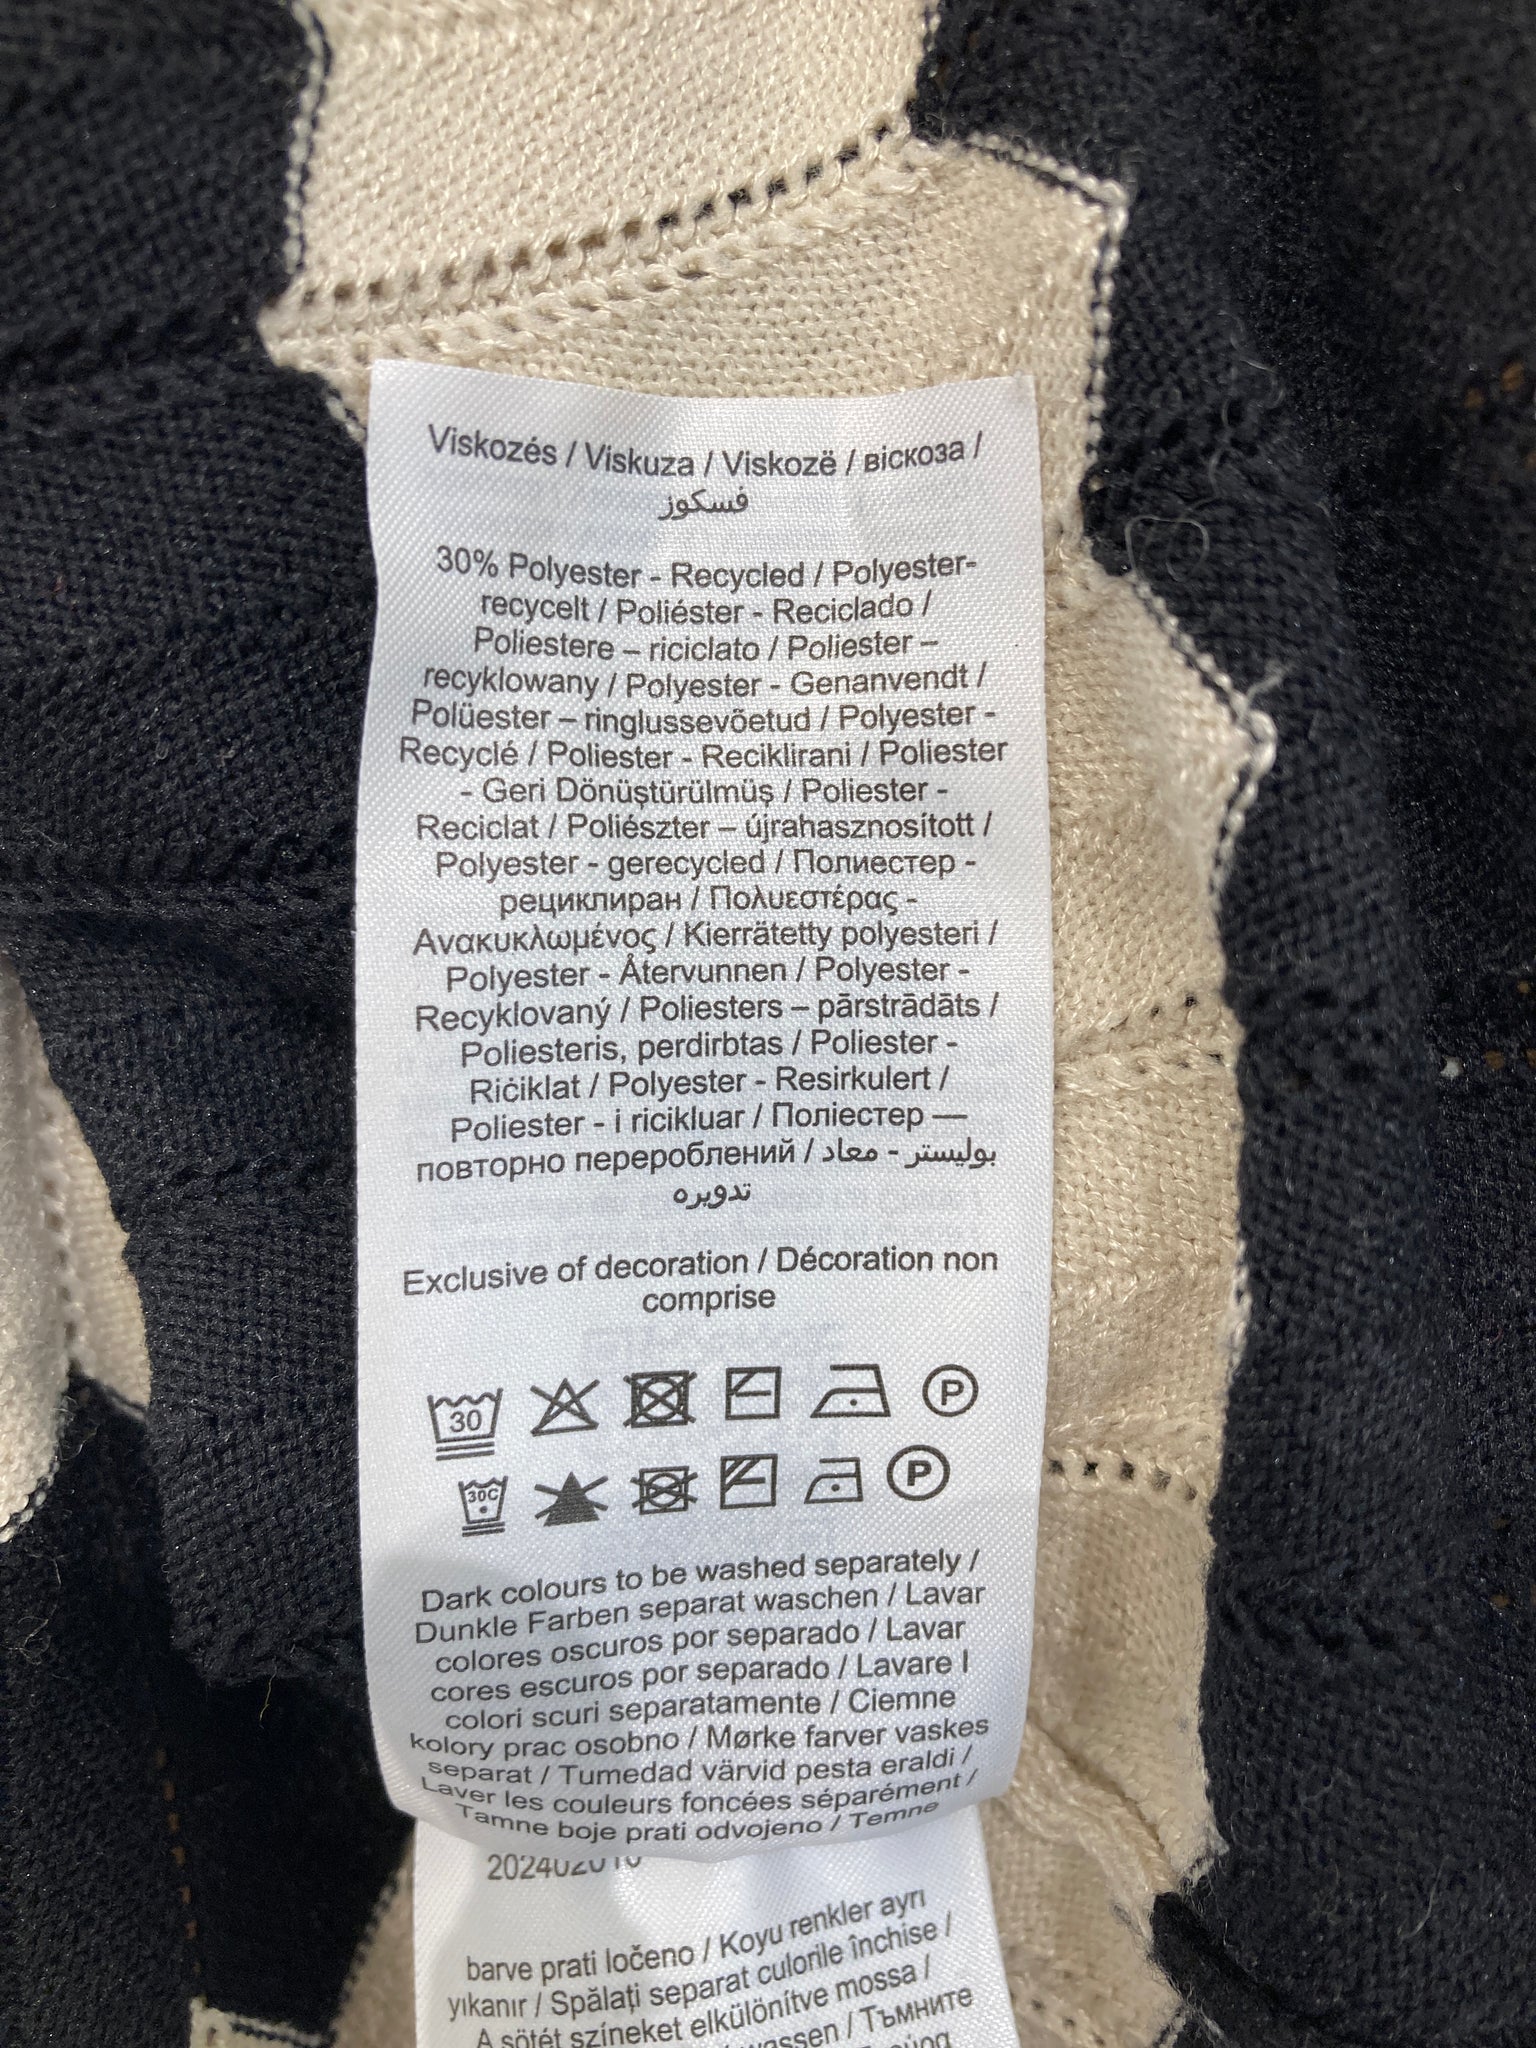 Viskozés / Viskuza / Viskozë / віскоза /
فسكوز
30% Polyester - Recycled / Polyester-
recycelt / Poliéster - Reciclado /
Poliestere – riciclato / Poliester –
recyklowany / Polyester - Genanvendt /
Polüester – ringlussevõetud / Polyester -
Recyclé / Poliester - Reciklirani / Poliester
- Geri Dönüştürülmüş / Poliester -
Reciclat / Poliészter – újrahasznosított /
Polyester - gerecycled / Полиестер -
рециклиран / Πολυεστέρας -
Ανακυκλωμένος / Kierrätetty polyesteri /
Polyester - Återvunnen / Polyester -
Recyklovaný / Poliesters – pārstrādāts /
Poliesteris, perdirbtas / Poliester -
Riċiklat / Polyester - Resirkulert /
Poliester - i ricikluar / Поліестер —
повторно перероблений / بوليستر - معاد
تدويره
Exclusive of decoration / Décoration non
comprise
30 P
30C P
Dark colours to be washed separately /
Dunkle Farben separat waschen / Lavar
colores oscuros por separado / Lavar
cores escuros por separado / Lavare I
colori scuri separatamente / Ciemne
kolory prac osobno / Mørke farver vaskes
separat / Tumedad värvid pesta eraldi /
Laver les couleurs foncées séparément /
Tamne boje prati odvojeno / Temne
barve prati ločeno / Koyu renkler ayrı
yıkanır / Spălați separat culorile închise /
A sötét színeket elkülönítve mossa /
wassen / Тъмните